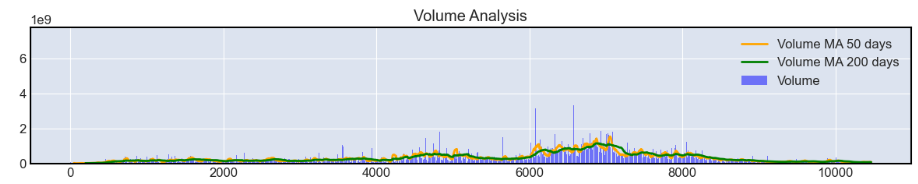 Volume Analysis
1e9
Volume MA 50 days
Volume MA 200 days
Volume
6
4
2
0
0 2000 4000 6000 8000 10000